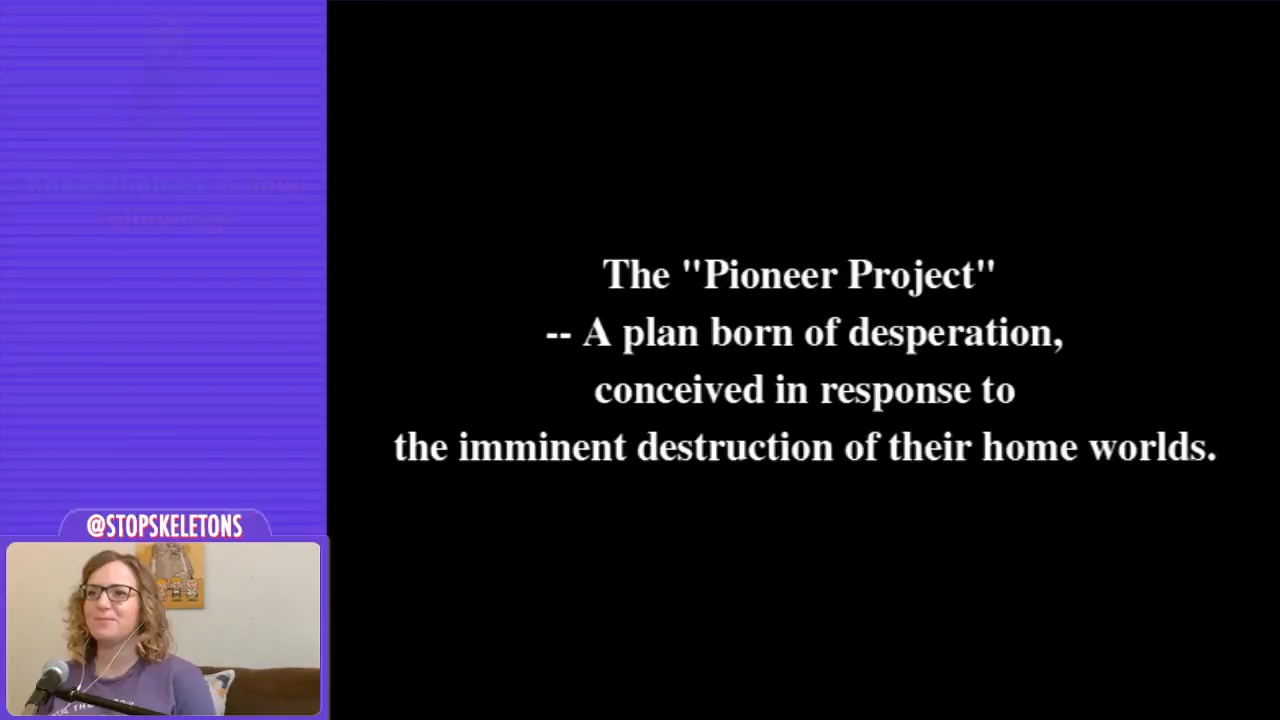 The "Pioneer Project"
-- A plan born of desperation,
conceived in response to
the imminent destruction of their home worlds.
@STOPSKELETONS